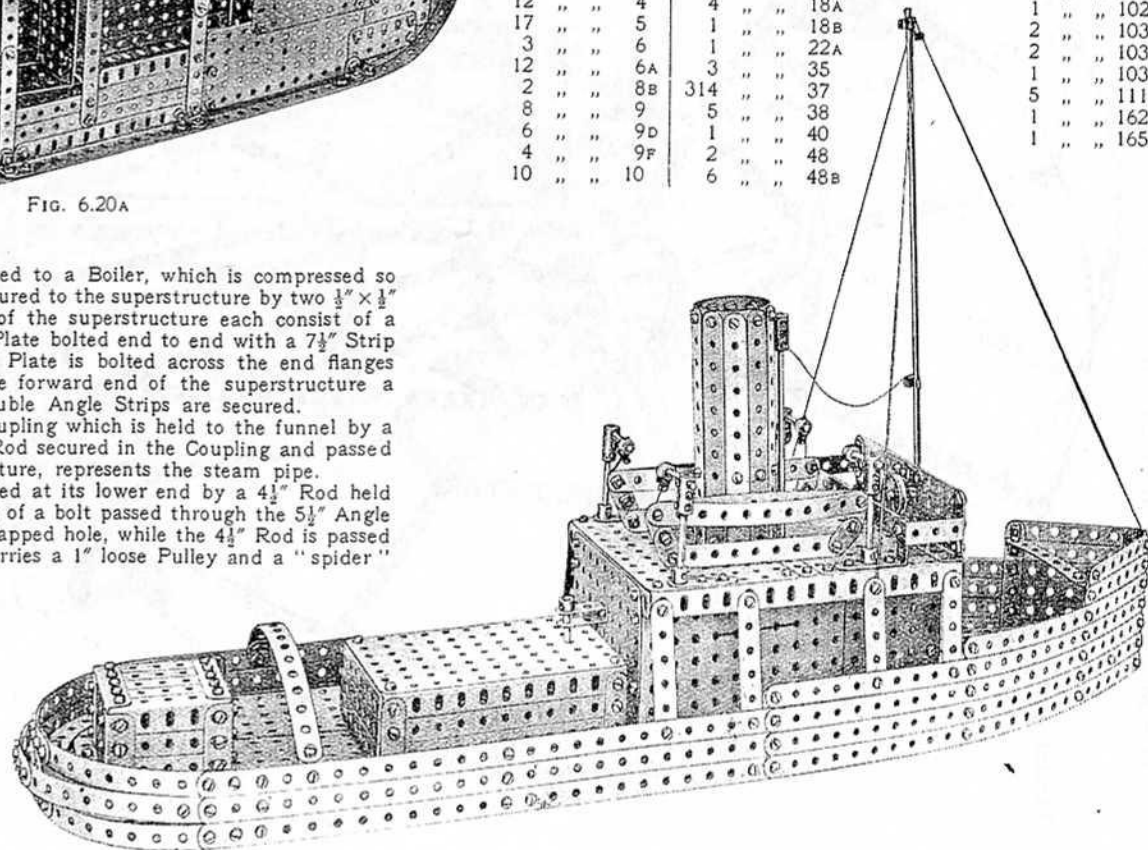 12 „ „ 4 | 4 „ „ 18A
17 „ „ 5 | 1 „ „ 18B
3 „ „ 6 | 1 „ „ 22A
12 „ „ 6A | 3 „ „ 35
2 „ „ 8B | 314 „ „ 37
8 „ „ 9 | 5 „ „ 38
6 „ „ 9D | 1 „ „ 40
4 „ „ 9F | 2 „ „ 48
10 „ „ 10 | 6 „ „ 48B
1 „ „ 102
2 „ „ 103
2 „ „ 103
1 „ „ 103
5 „ „ 111
1 „ „ 162
1 „ „ 165
FIG. 6.20A
ed to a Boiler, which is compressed so
ured to the superstructure by two ½″ × ½″
of the superstructure each consist of a
Plate bolted end to end with a 7½″ Strip
Plate is bolted across the end flanges
e forward end of the superstructure a
uble Angle Strips are secured.
upling which is held to the funnel by a
Rod secured in the Coupling and passed
ture, represents the steam pipe.
ed at its lower end by a 4½″ Rod held
of a bolt passed through the 5½″ Angle
apped hole, while the 4½″ Rod is passed
rries a 1″ loose Pulley and a “ spider ”